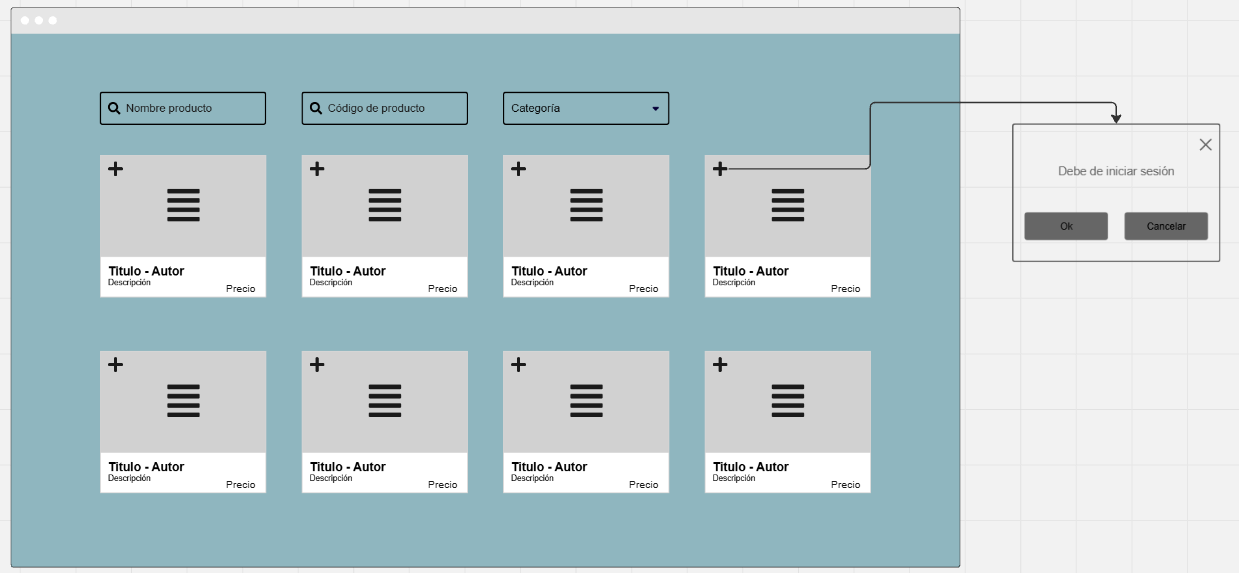 Nombre producto
Código de producto
Categoría
Debe de iniciar sesión
Ok
Cancelar
Titulo - Autor
Descripción
Precio
Titulo - Autor
Descripción
Precio
Titulo - Autor
Descripción
Precio
Titulo - Autor
Descripción
Precio
Titulo - Autor
Descripción
Precio
Titulo - Autor
Descripción
Precio
Titulo - Autor
Descripción
Precio
Titulo - Autor
Descripción
Precio